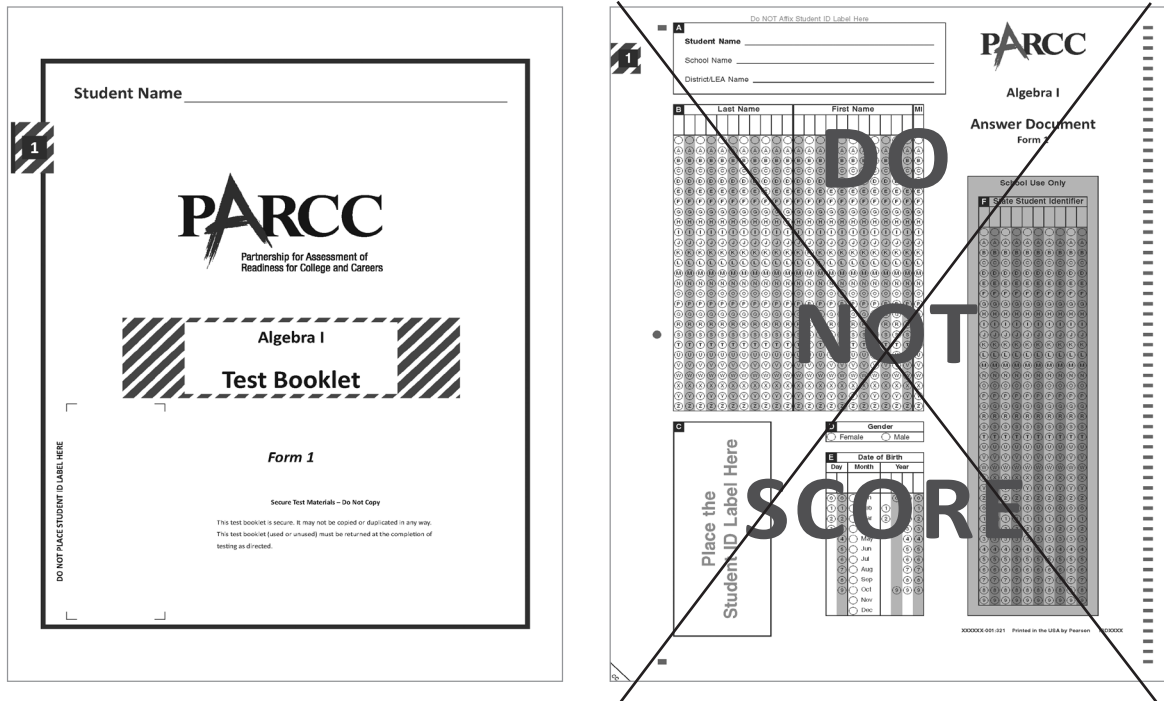 Student Name
1
PARCC
Partnership for Assessment of
Readiness for College and Careers
Algebra I
Test Booklet
DO NOT PLACE STUDENT ID LABEL HERE
Form 1
Secure Test Materials – Do Not Copy
This test booklet is secure. It may not be copied or duplicated in any way.
This test booklet (used or unused) must be returned at the completion of
testing as directed.
Do NOT Affix Student ID Label Here
A
Student Name
School Name
District/LEA Name
1
PARCC
Algebra I
Answer Document
Form 1
B Last Name First Name MI
DO
NOT
SCORE
School Use Only
F State Student Identifier
C
Place the
Student ID Label Here
D Gender
Female Male
E Date of Birth
Day Month Year
May
Jun
Jul
Aug
Sep
Oct
Nov
Dec
Printed in the USA by Pearson